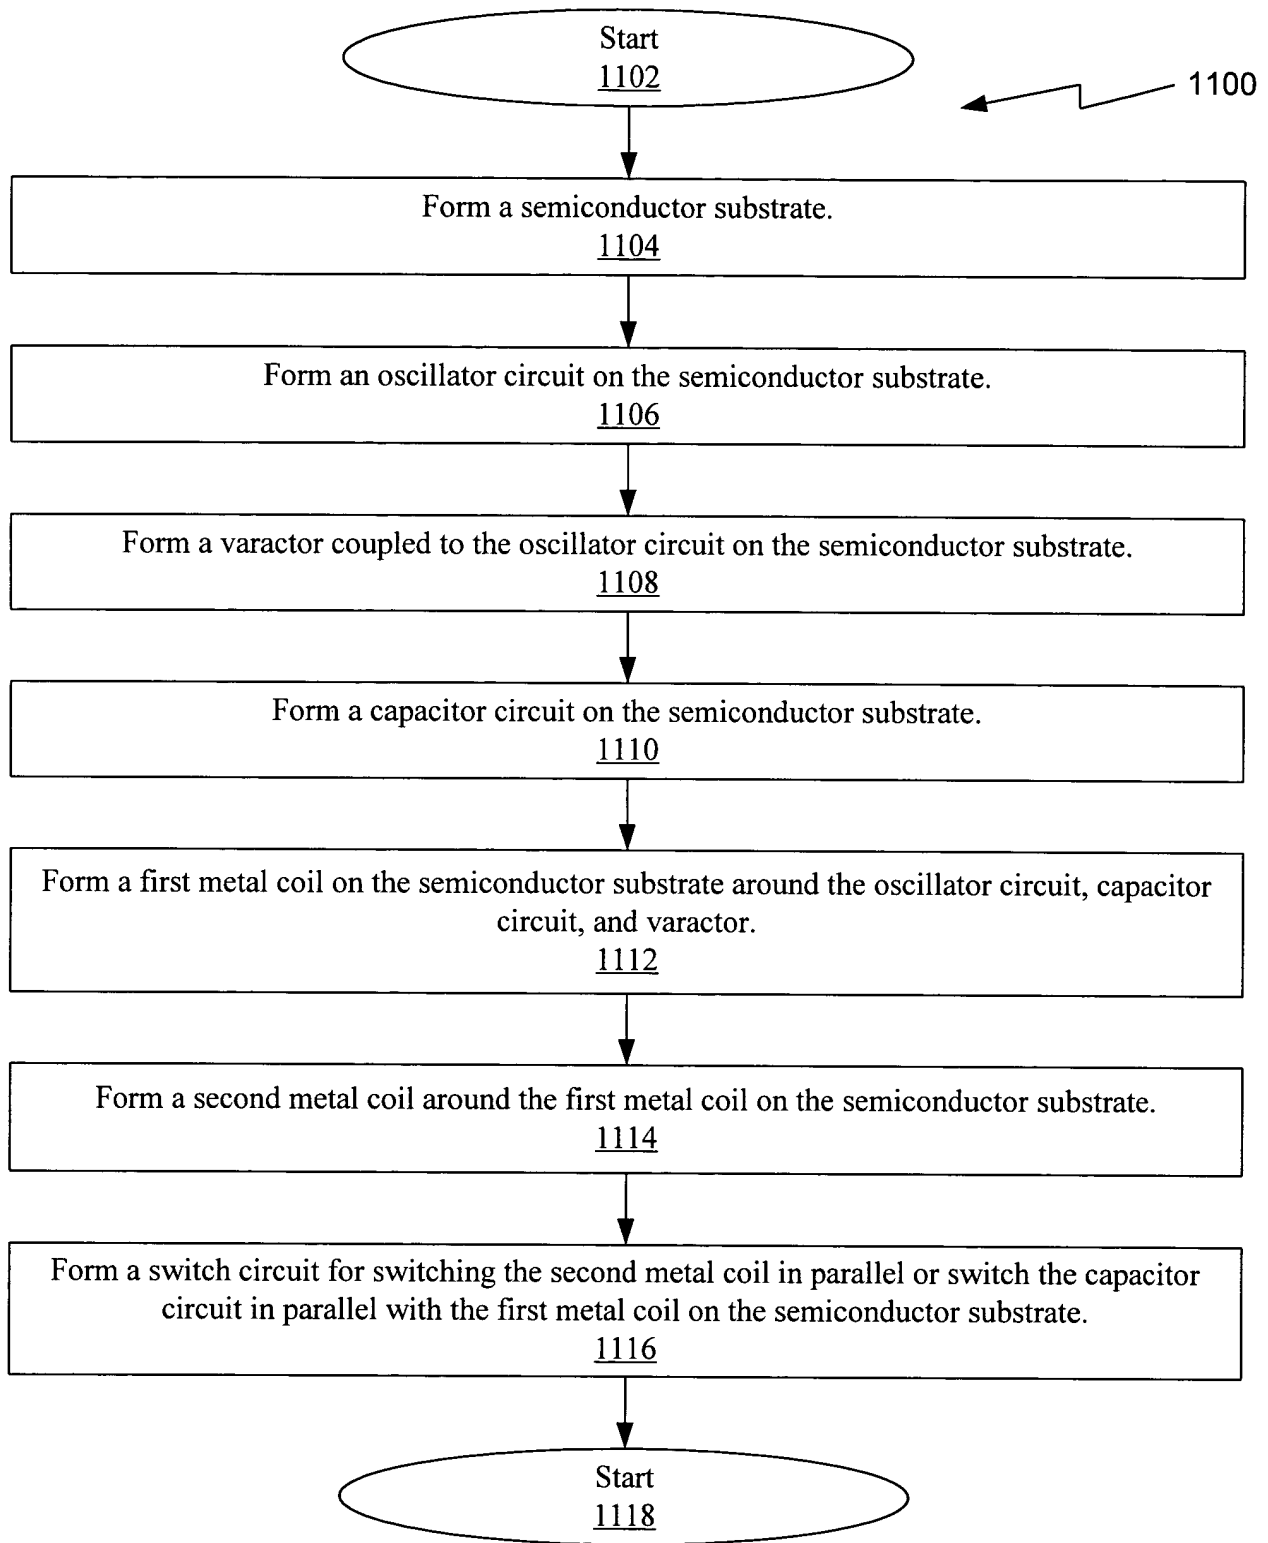 Start
1102
1100
Form a semiconductor substrate.
1104
Form an oscillator circuit on the semiconductor substrate.
1106
Form a varactor coupled to the oscillator circuit on the semiconductor substrate.
1108
Form a capacitor circuit on the semiconductor substrate.
1110
Form a first metal coil on the semiconductor substrate around the oscillator circuit, capacitor
circuit, and varactor.
1112
Form a second metal coil around the first metal coil on the semiconductor substrate.
1114
Form a switch circuit for switching the second metal coil in parallel or switch the capacitor
circuit in parallel with the first metal coil on the semiconductor substrate.
1116
Start
1118